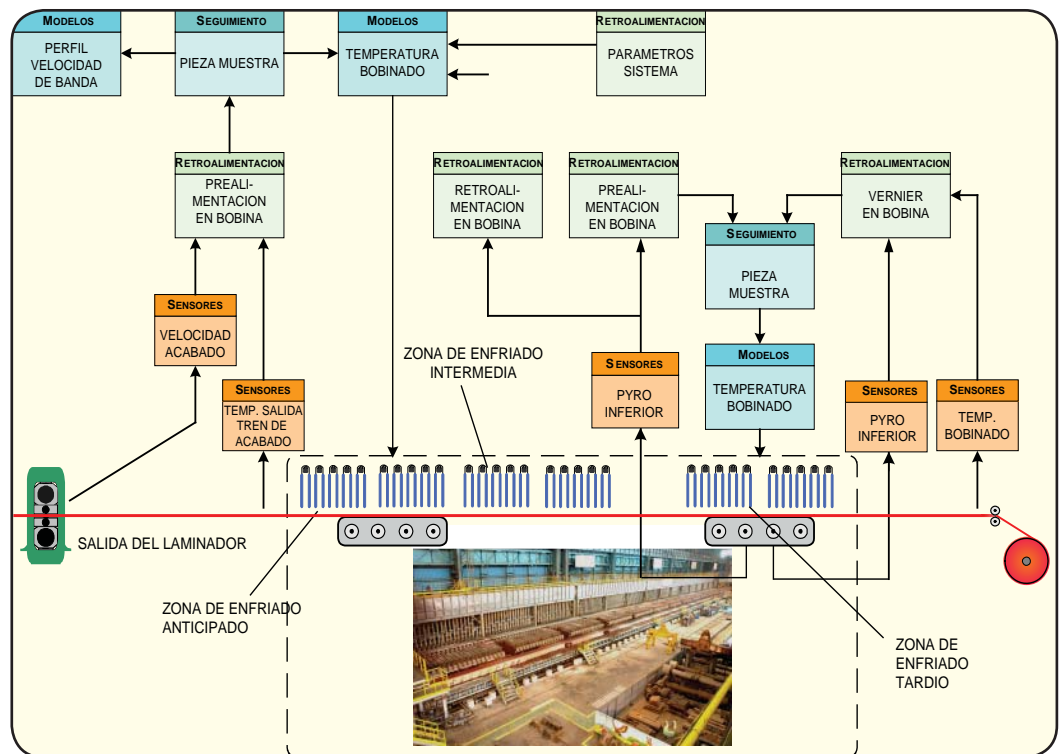 MODELOS
PERFIL
VELOCIDAD
DE BANDA
SEGUIMIENTO
PIEZA MUESTRA
MODELOS
TEMPERATURA
BOBINADO
RETROALIMENTACION
PARAMETROS
SISTEMA
RETROALIMENTACION
PREALI-
MENTACION
EN BOBINA
RETROALIMENTACION
RETROALI-
MENTACION
EN BOBINA
RETROALIMENTACION
PREALI-
MENTACION
EN BOBINA
RETROALIMENTACION
VERNIER
EN BOBINA
SEGUIMIENTO
PIEZA
MUESTRA
SENSORES
VELOCIDAD
ACABADO
ZONA DE ENFRIADO
INTERMEDIA
MODELOS
TEMPERATURA
BOBINADO
SENSORES
PYRO
INFERIOR
SENSORES
TEMP. SALIDA
TREN DE
ACABADO
SENSORES
PYRO
INFERIOR
SENSORES
TEMP.
BOBINADO
SALIDA DEL LAMINADOR
ZONA DE ENFRIADO
ANTICIPADO
ZONA DE
ENFRIADO
TARDIO